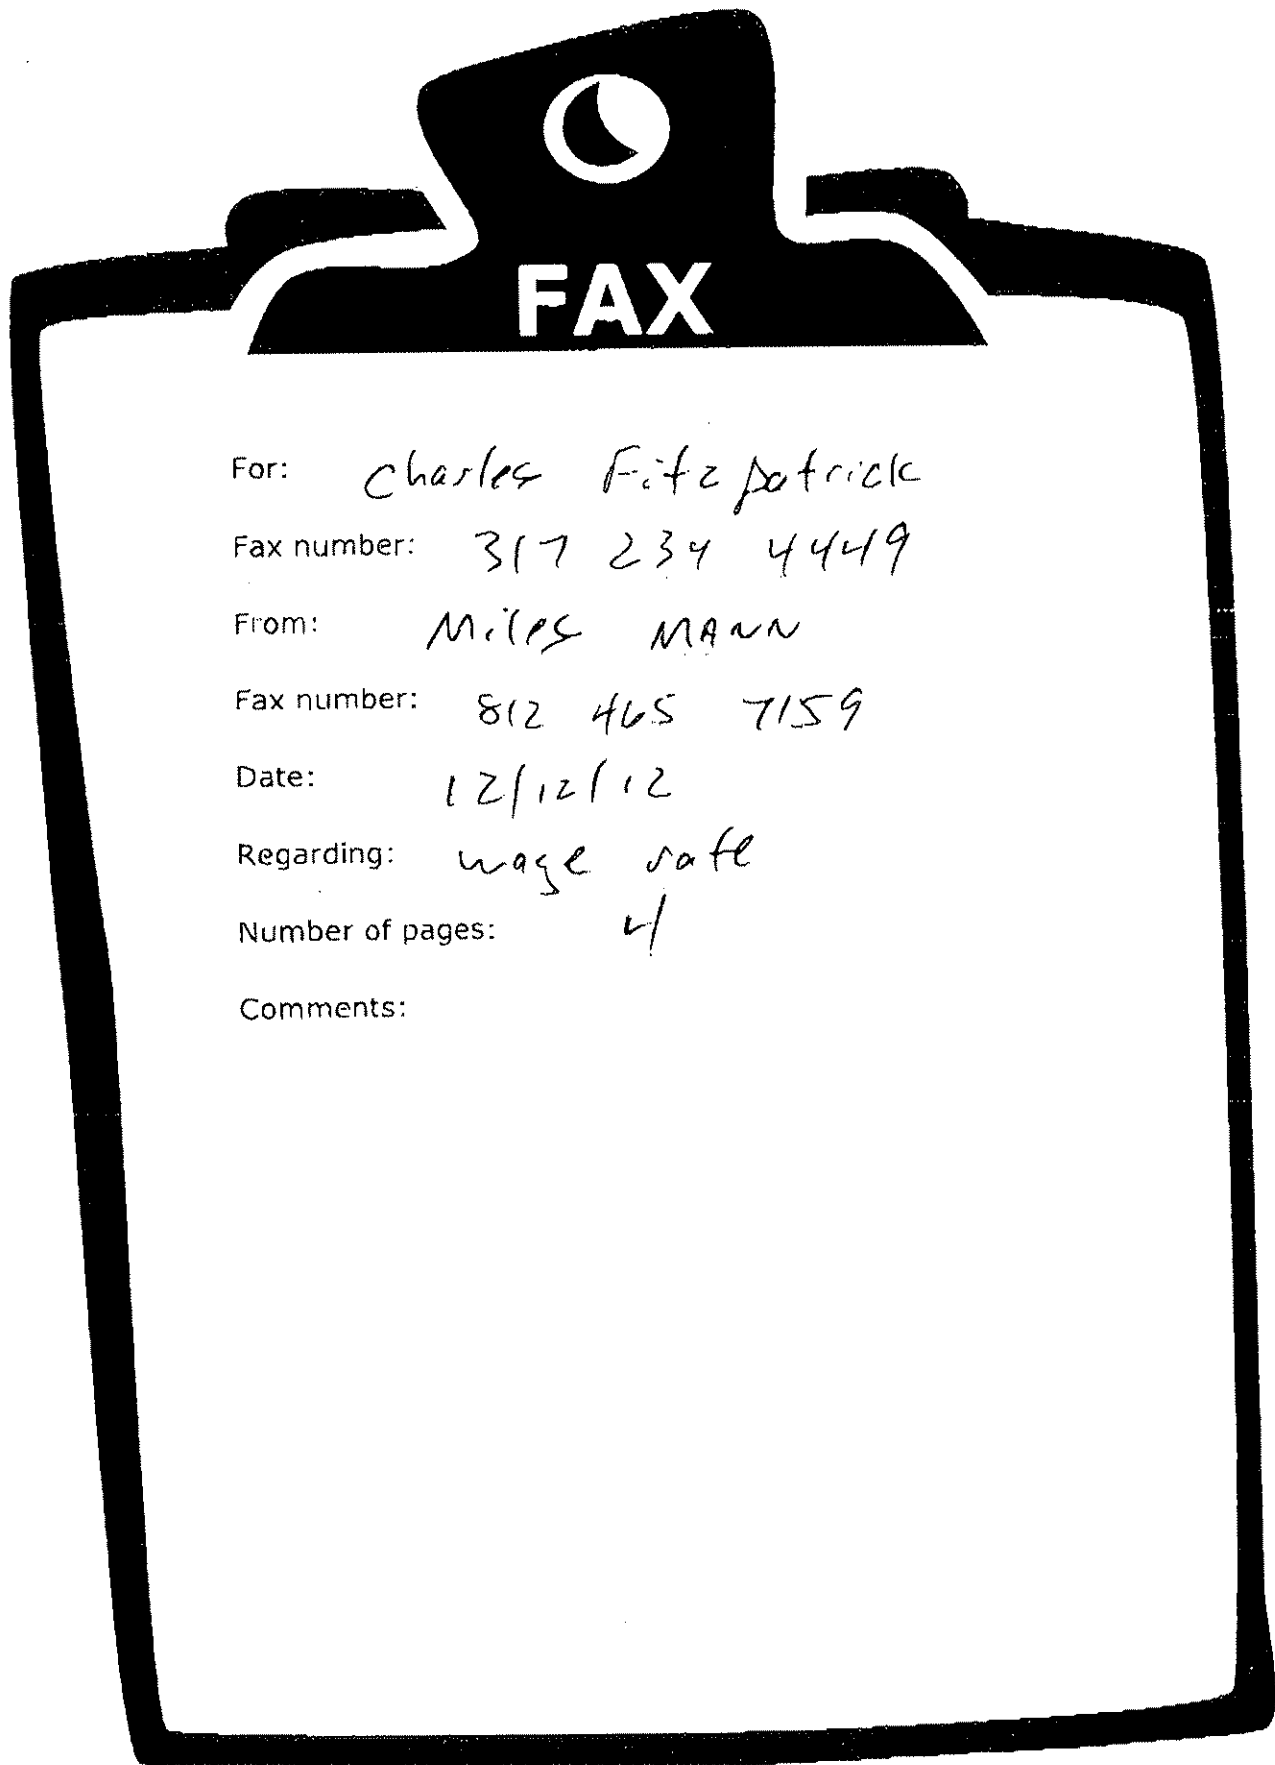 FAX
For: Charles Fitzpatrick
Fax number: 317 234 4449
From: Miles MANN
Fax number: 812 465 7159
Date: 12/12/12
Regarding: wage rate
Number of pages: 4
Comments: